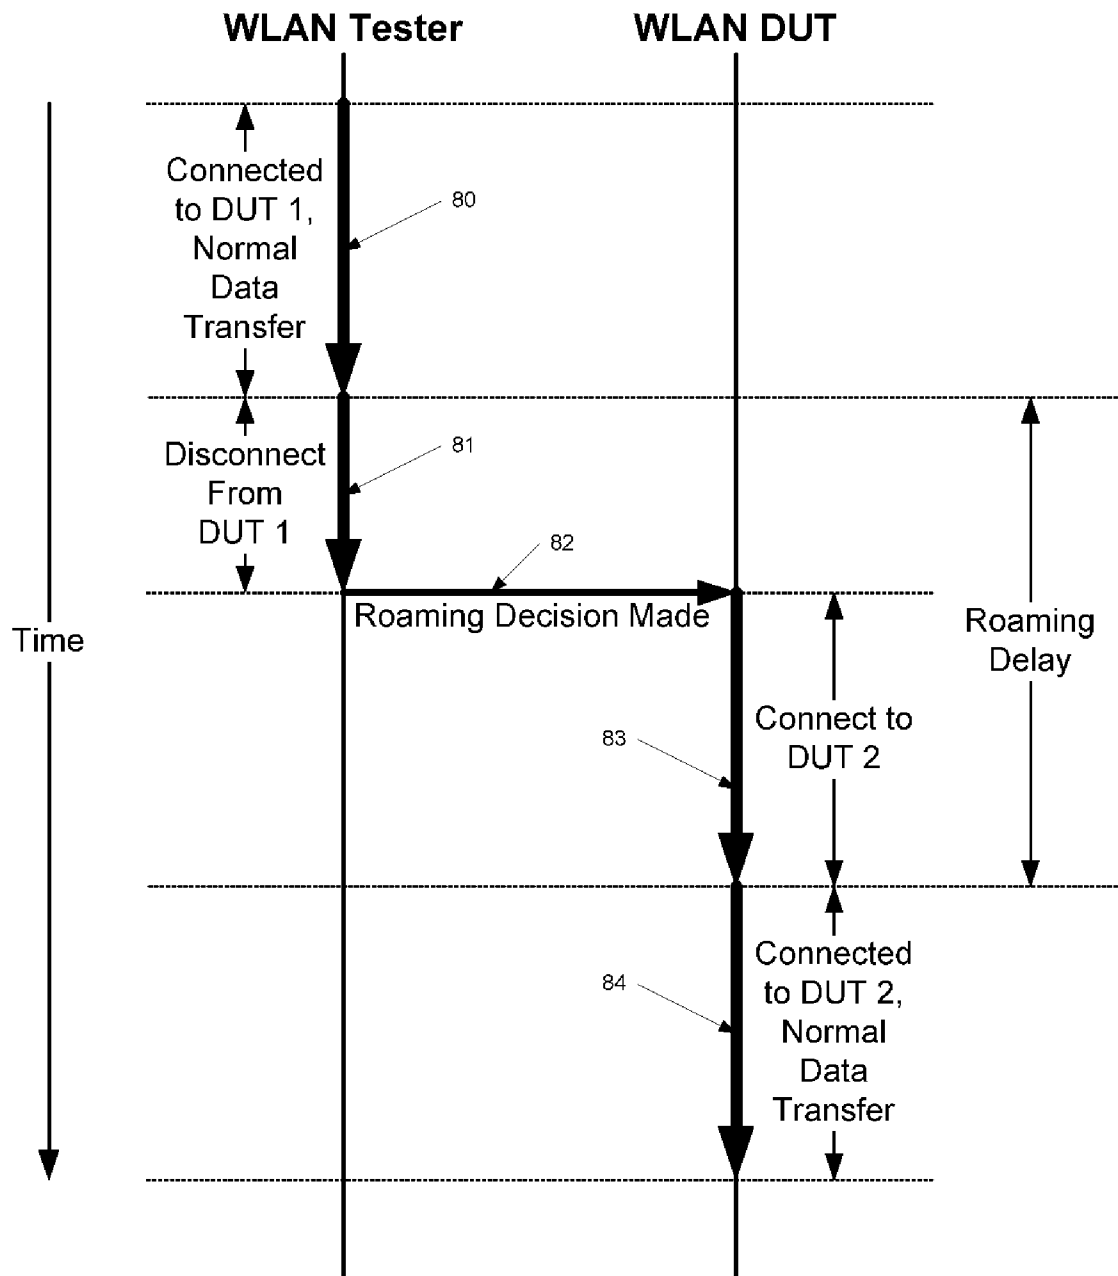 WLAN Tester
WLAN DUT
Connected
to DUT 1,
Normal
Data
Transfer
80
Disconnect
From
DUT 1
81
82
Roaming Decision Made
Time
Roaming
Delay
83
Connect to
DUT 2
84
Connected
to DUT 2,
Normal
Data
Transfer